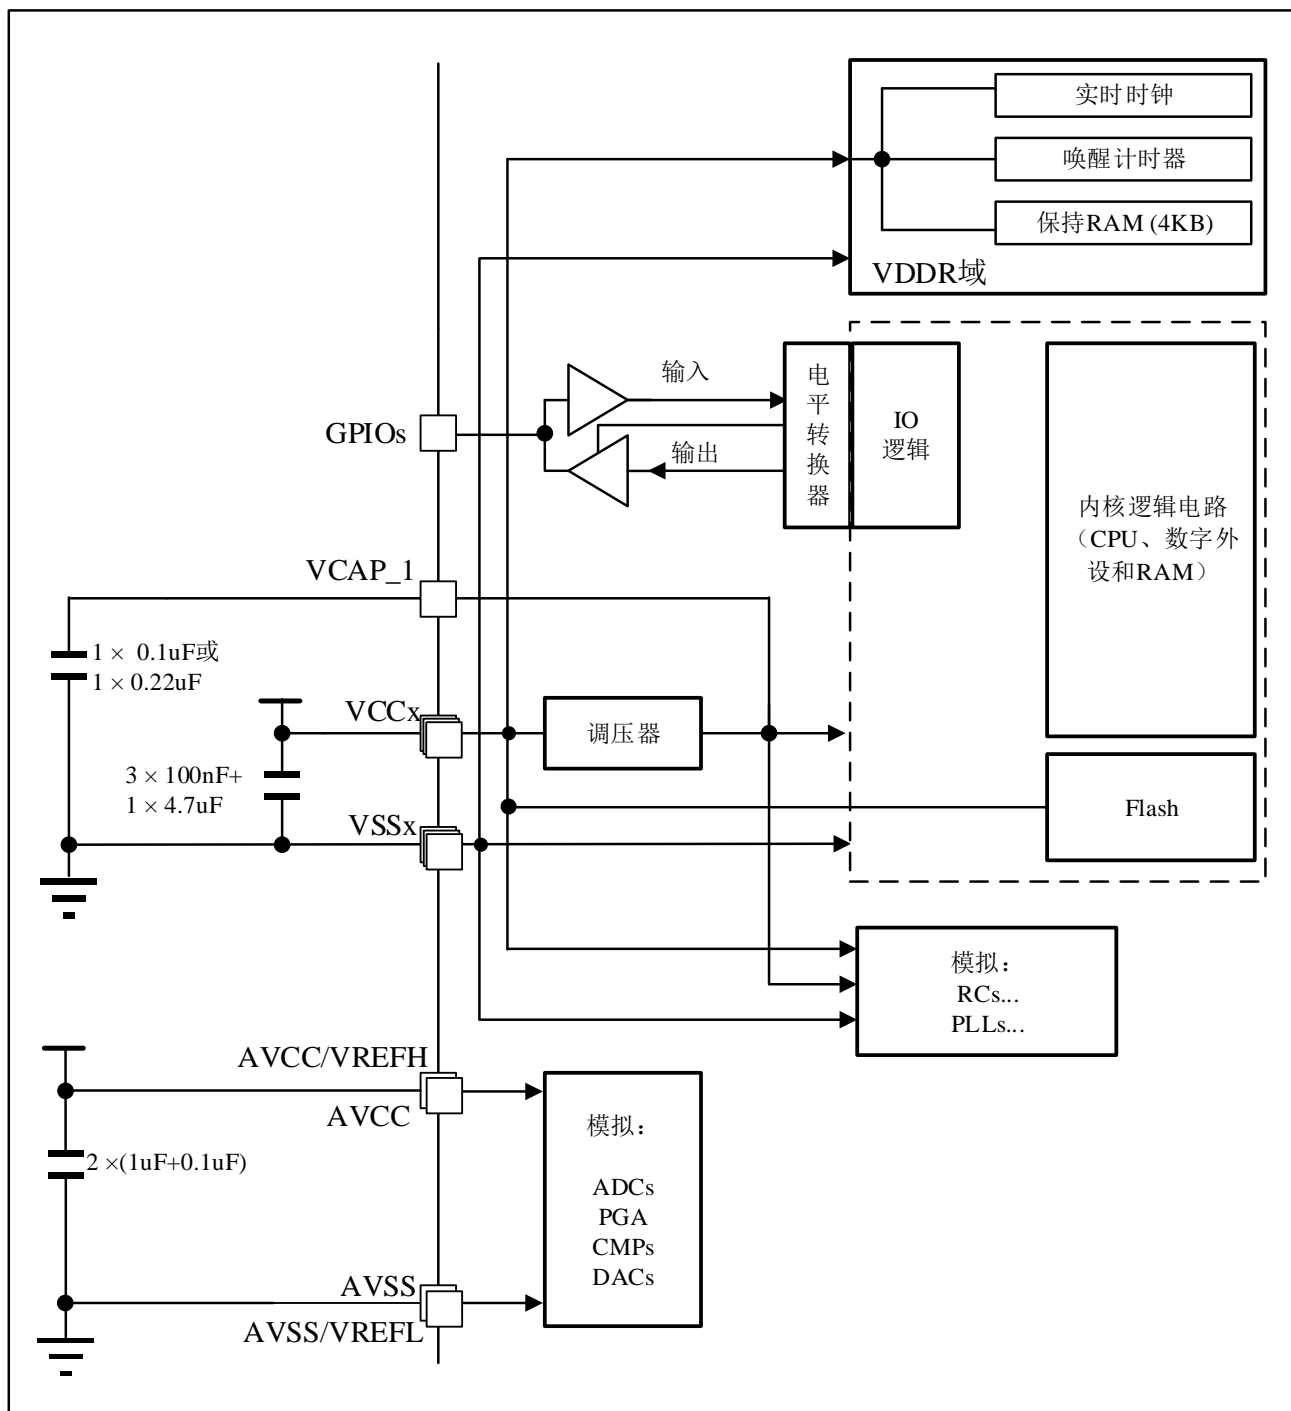 实时时钟
唤醒计时器
保持RAM (4KB)
VDDR域
输入
GPIOs
输出
电
平
转
换
器
IO
逻辑
内核逻辑电路
（CPU、数字外
设和RAM）
VCAP_1
1 × 0.1uF或
1 × 0.22uF
VCCx
调压器
3 × 100nF+
1 × 4.7uF
VSSx
Flash
模拟：
RCs...
PLLs...
AVCC/VREFH
AVCC
2 ×(1uF+0.1uF)
模拟：
ADCs
PGA
CMPs
DACs
AVSS
AVSS/VREFL